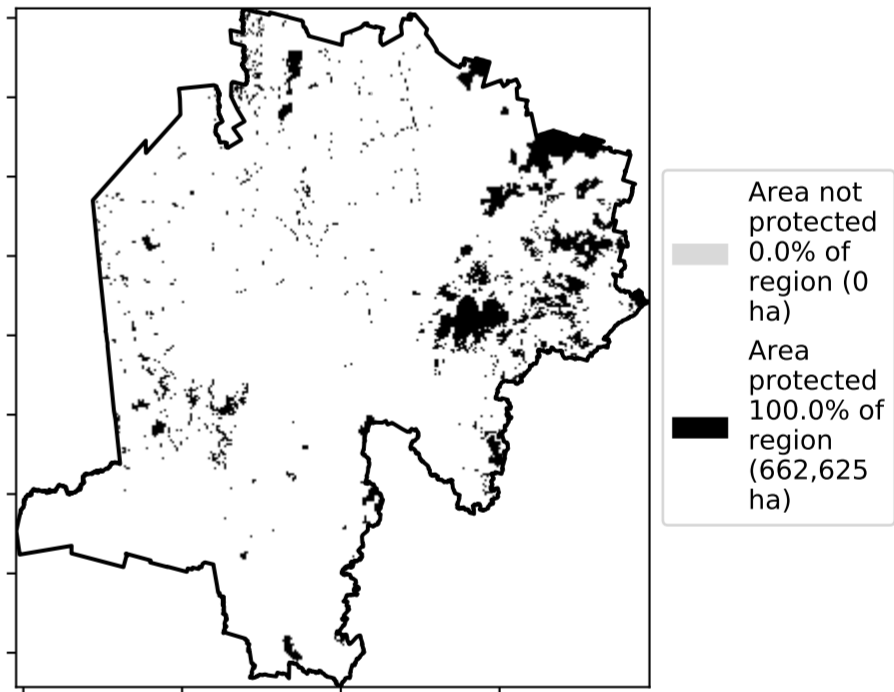 Area not
protected
0.0% of
region (0
ha)
Area
protected
100.0% of
region
(662,625
ha)